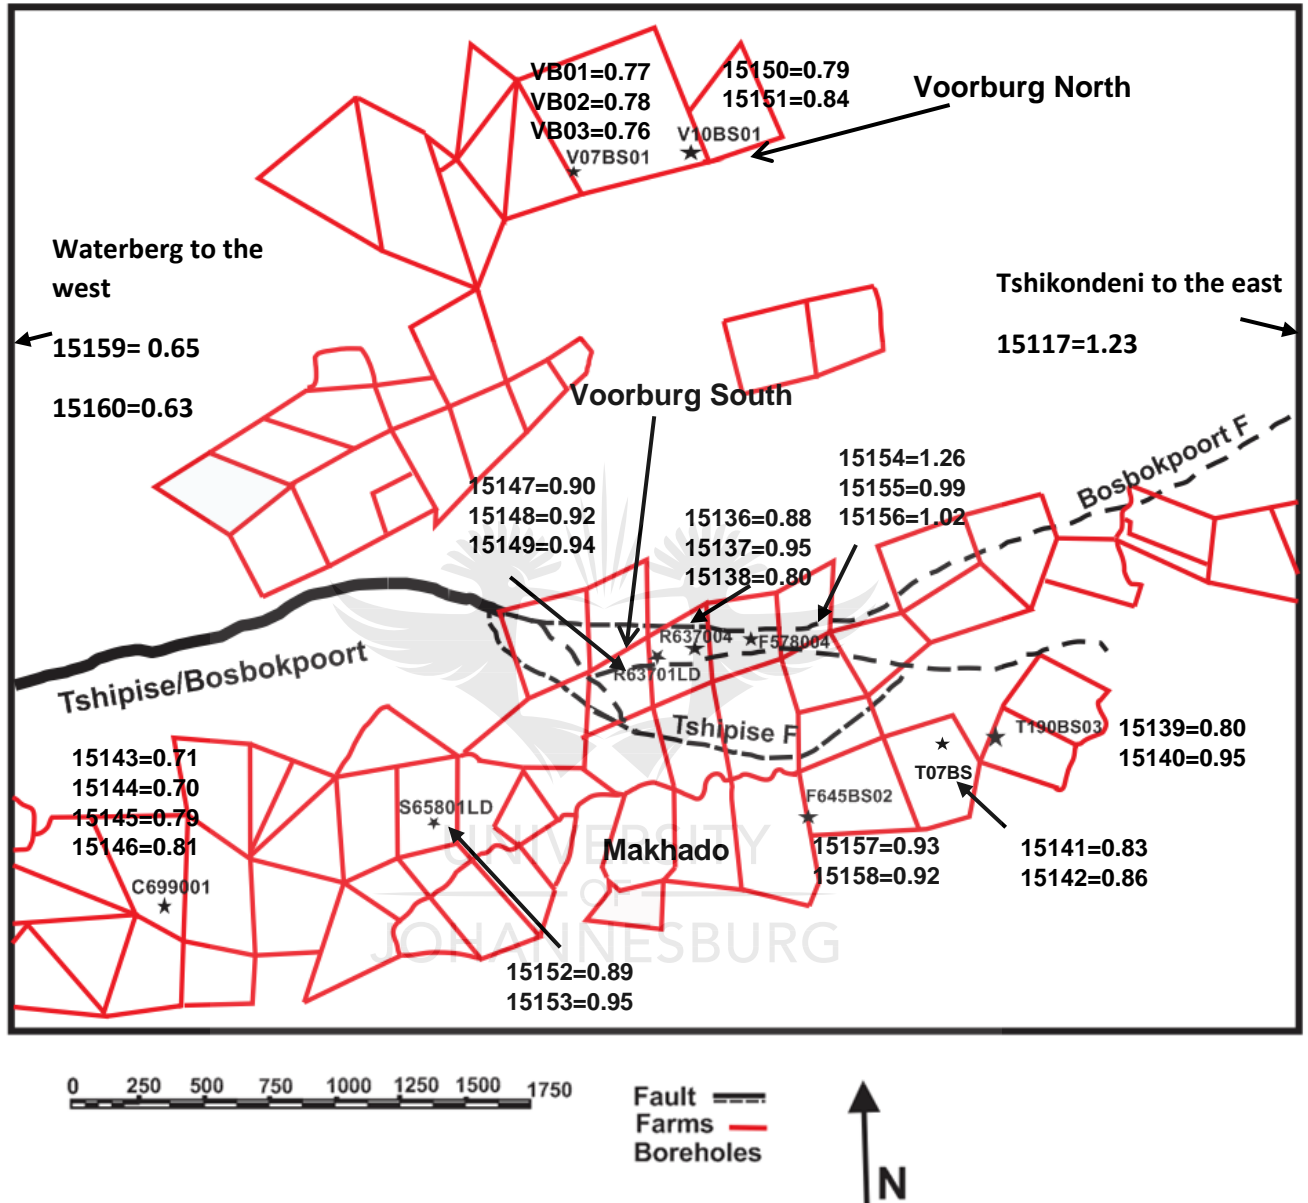 VB01=0.77
VB02=0.78
VB03=0.76
V07BS01
15150=0.79
15151=0.84
V10BS01
Voorburg North
Waterberg to the
west
15159= 0.65
15160=0.63
Tshikondeni to the east
15117=1.23
Voorburg South
15147=0.90
15148=0.92
15149=0.94
15136=0.88
15137=0.95
15138=0.80
15154=1.26
15155=0.99
15156=1.02
Bosbokpoort F
R637004
F578004
R63701LD
Tshipise/Bosbokpoort
Tshipise F
15143=0.71
15144=0.70
15145=0.79
15146=0.81
C699001
S65801LD
Makhado
F645BS02
15157=0.93
15158=0.92
T07BS
T190BS03
15139=0.80
15140=0.95
15141=0.83
15142=0.86
15152=0.89
15153=0.95
UNIVERSITY
OF
JOHANNESBURG
0 250 500 750 1000 1250 1500 1750
Fault
Farms
Boreholes
N